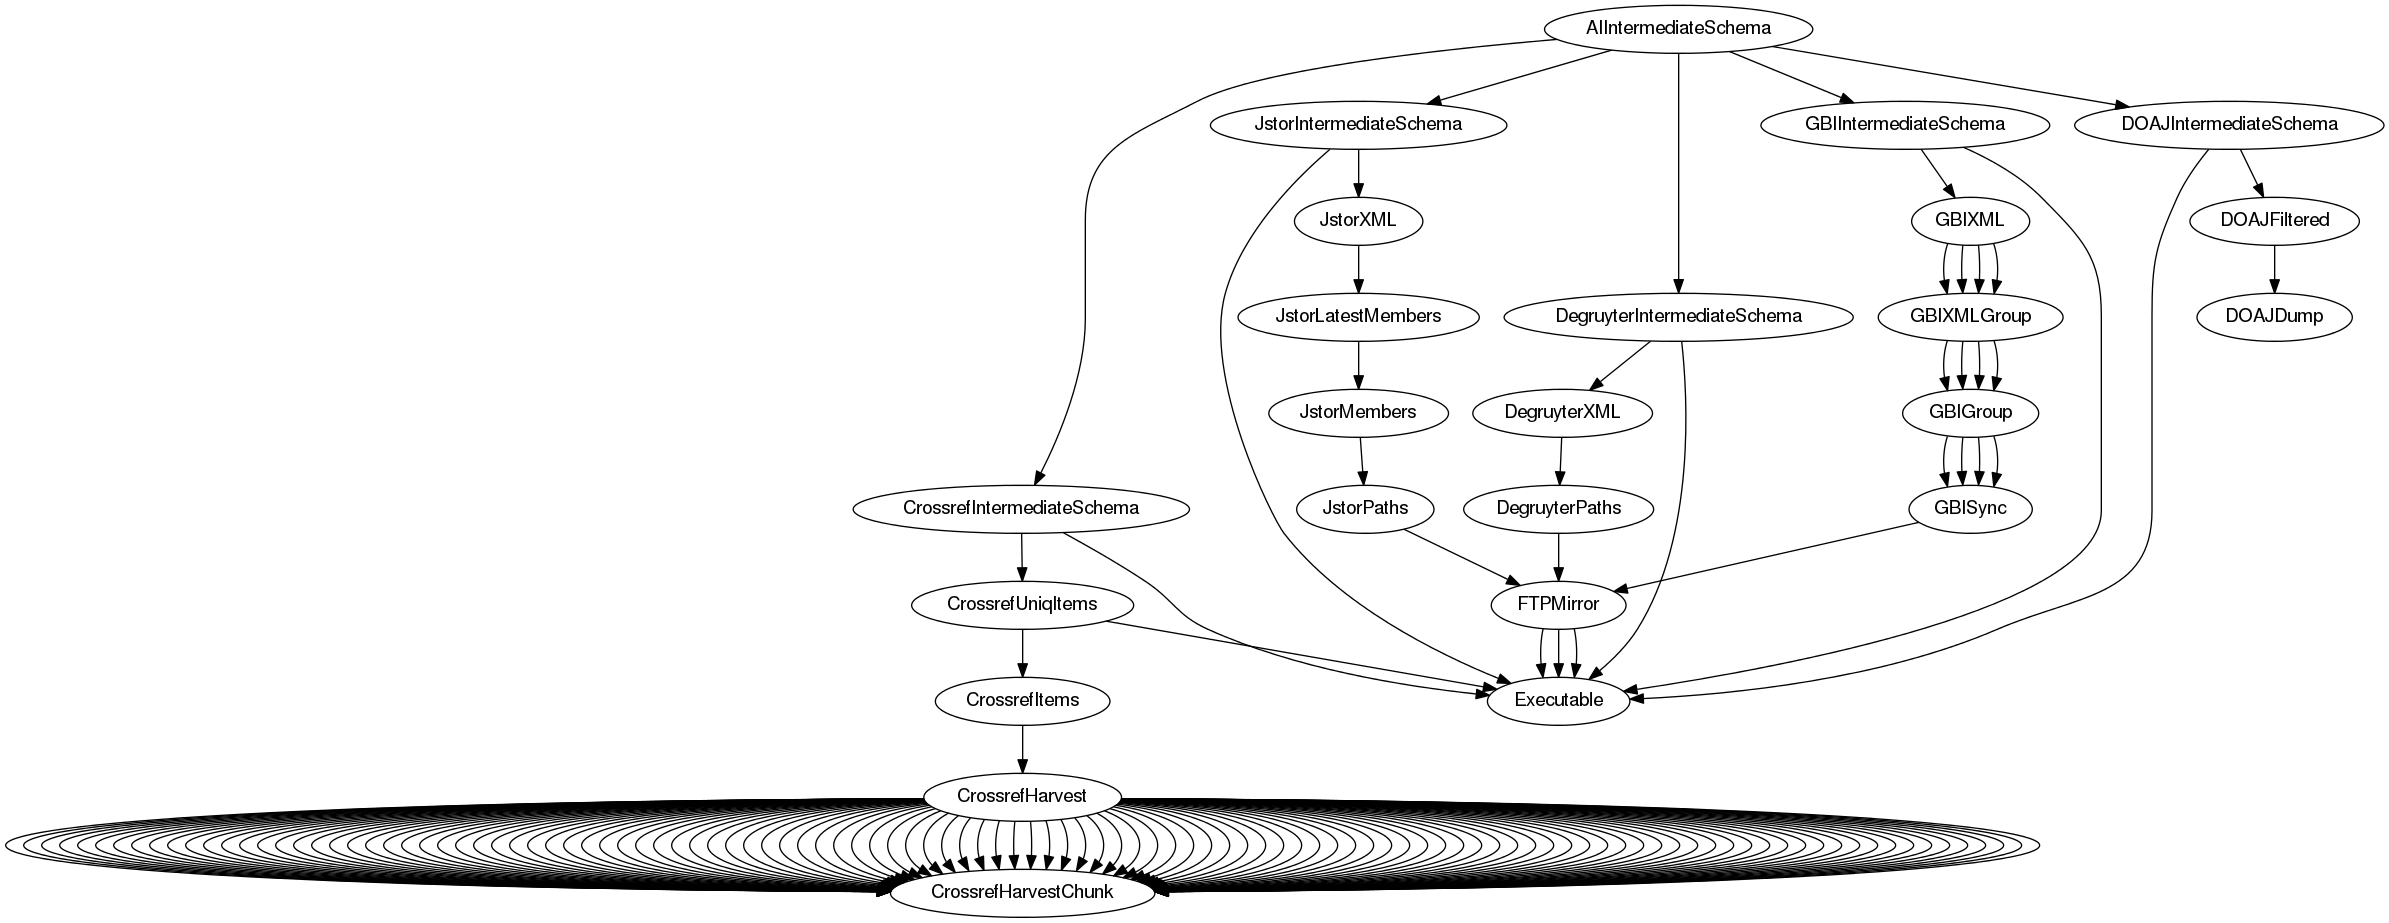 AIIntermediateSchema
JstorIntermediateSchema
GBIIntermediateSchema
DOAJIntermediateSchema
JstorXML
GBIXML
DOAJFiltered
JstorLatestMembers
DegruyterIntermediateSchema
GBIXMLGroup
DOAJDump
JstorMembers
DegruyterXML
GBIGroup
CrossrefIntermediateSchema
JstorPaths
DegruyterPaths
GBISync
CrossrefUniqItems
FTPMirror
CrossrefItems
Executable
CrossrefHarvest
CrossrefHarvestChunk